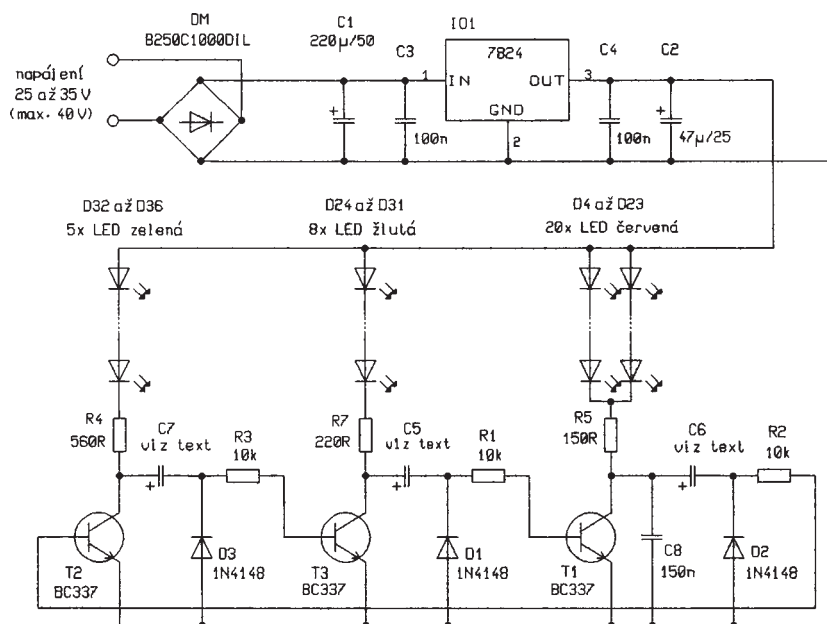 DM
B250C1000DIL
C1
220µ/50
C3
100n
IO1
7824
1
IN
OUT
3
GND
2
C4
100n
C2
47µ/25
+
+
napájení
25 až 35 V
(max. 40 V)
D32 až D36
5x LED zelená
D24 až D31
8x LED žlutá
D4 až D23
20x LED červená
R4
560R
C7
viz text
+
R3
10k
R7
220R
C5
viz text
+
R1
10k
R5
150R
C6
viz text
+
R2
10k
T2
BC337
D3
1N4148
T3
BC337
D1
1N4148
T1
BC337
C8
150n
D2
1N4148